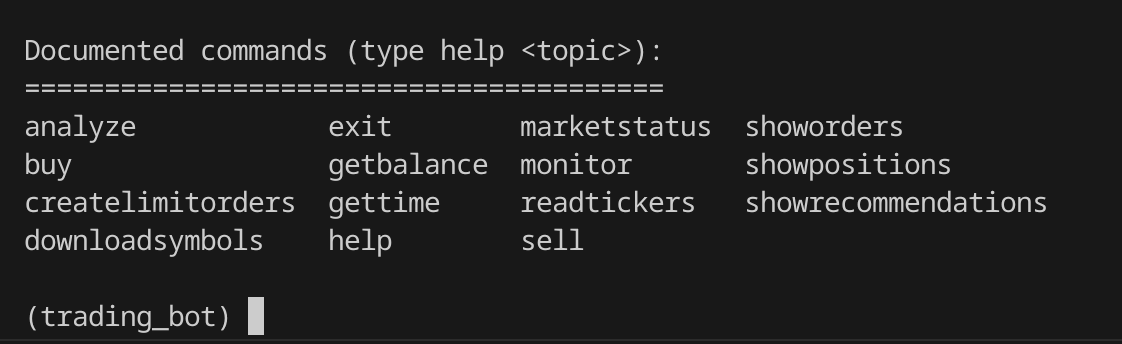 Documented commands (type help <topic>):
========================================
analyze            exit        marketstatus  showorders
buy                getbalance  monitor       showpositions
createlimitorders  gettime     readtickers   showrecommendations
downloadsymbols    help        sell
(trading_bot)